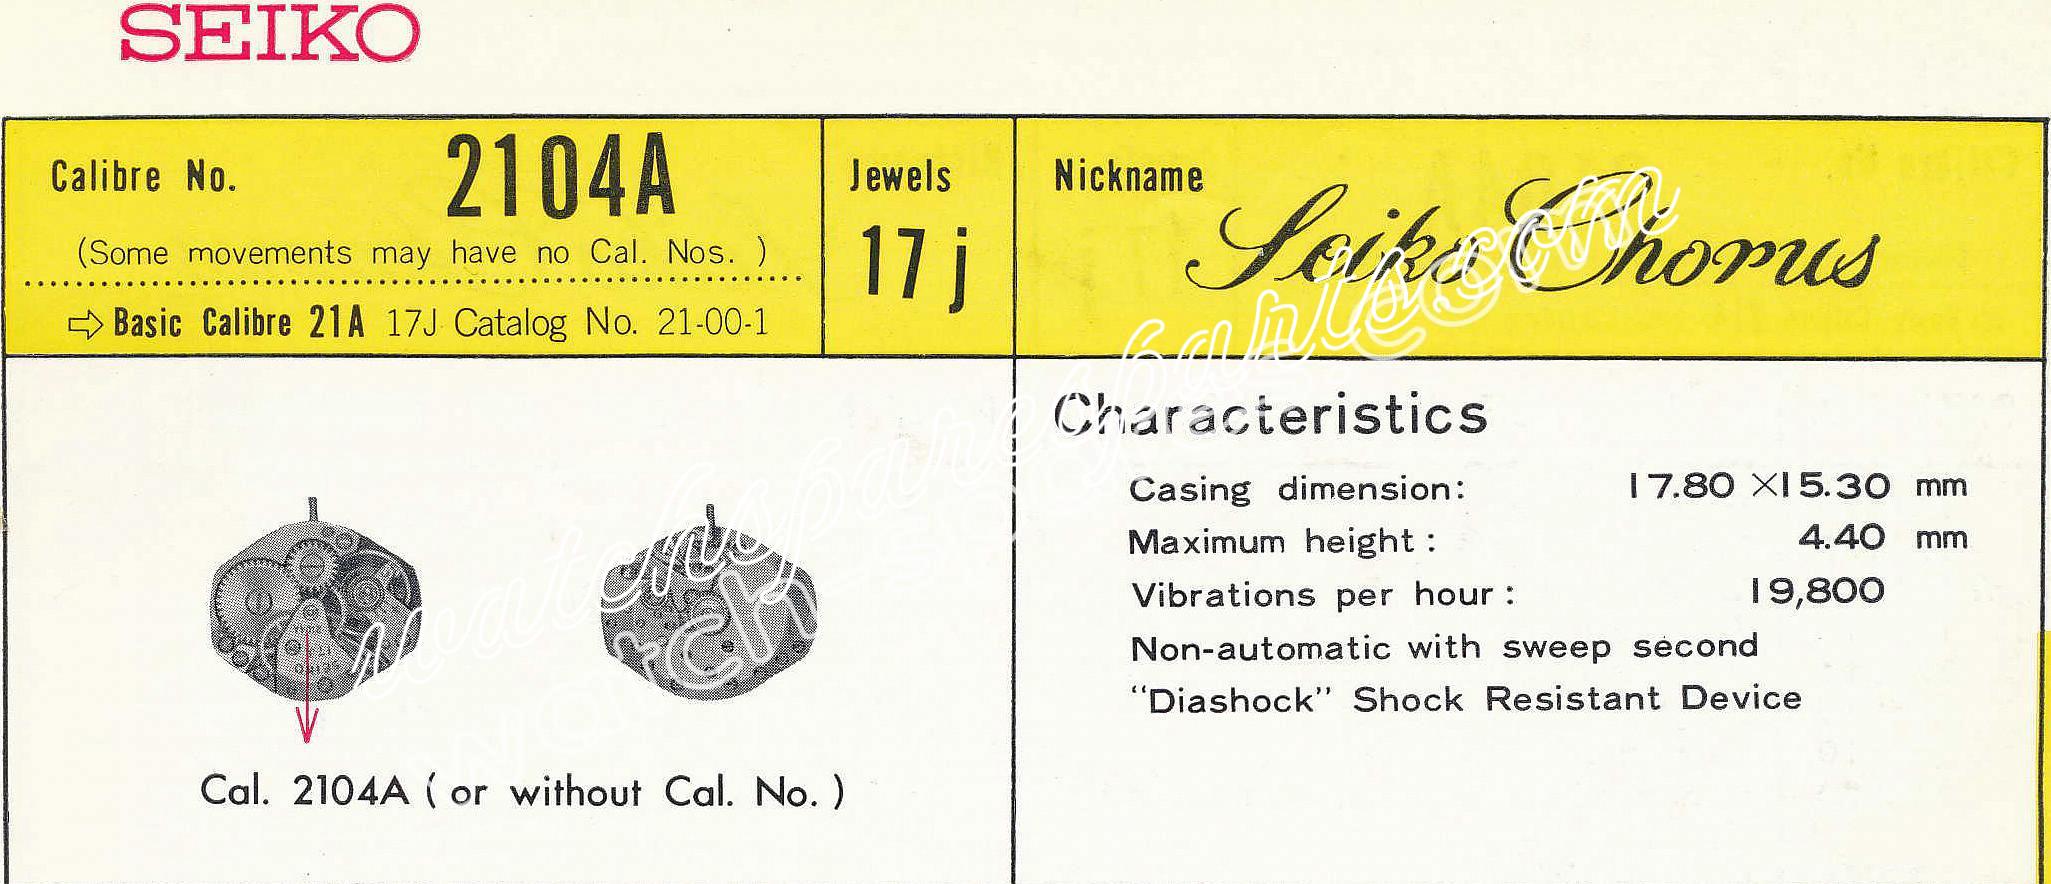 SEIKO
Calibre No. 2104A
(Some movements may have no Cal. Nos. )
⇨ Basic Calibre 21A 17J Catalog No. 21-00-1
Jewels
17 j
Nickname
Seiko Chorus
Characteristics
Casing dimension: 17.80 ×15.30 mm
Maximum height : 4.40 mm
Vibrations per hour : 19,800
Non-automatic with sweep second
“Diashock” Shock Resistant Device
Cal. 2104A ( or without Cal. No. )
watchspareparts.com